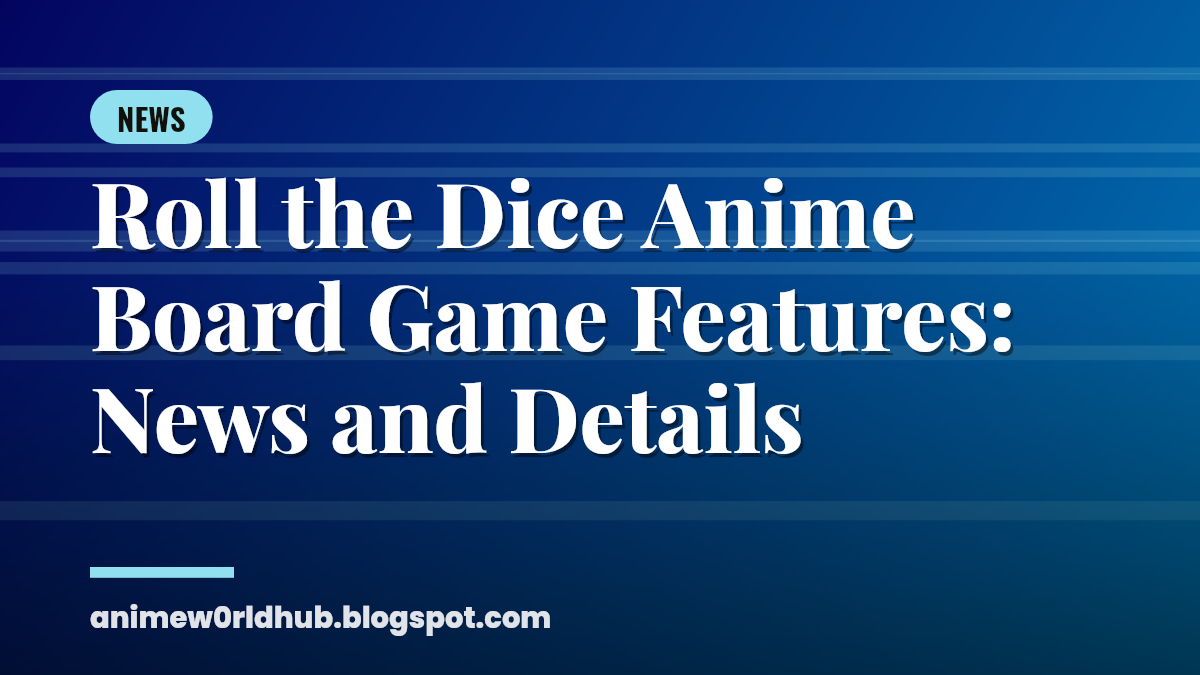 NEWS
Roll the Dice Anime
Board Game Features:
News and Details
animew0rldhub.blogspot.com